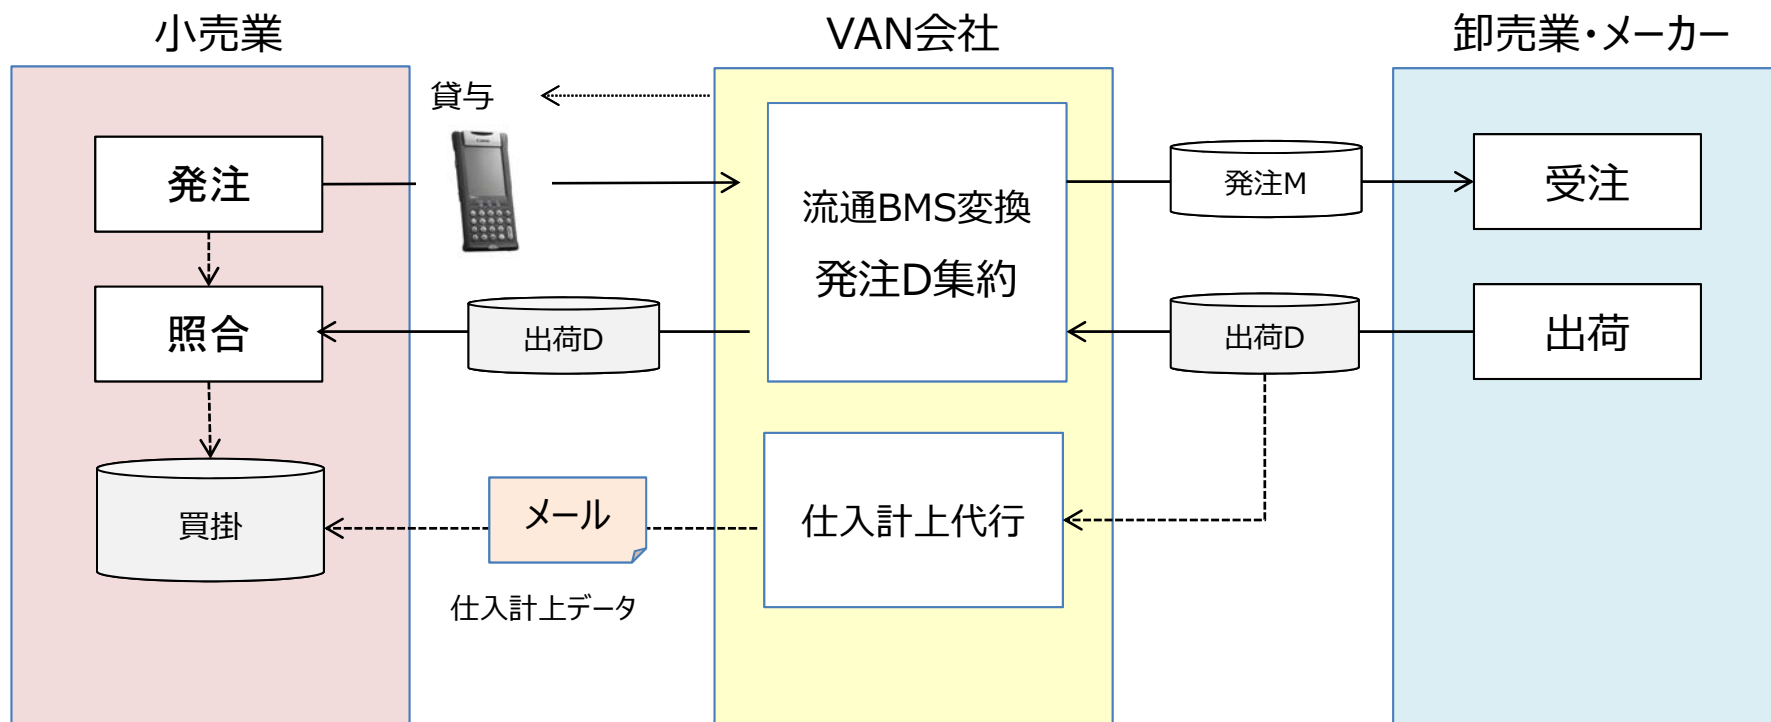 小売業
VAN会社
卸売業・メーカー
貸与
発注
流通BMS変換
発注D集約
発注M
受注
照合
出荷D
出荷D
出荷
買掛
メール
仕入計上代行
仕入計上データ